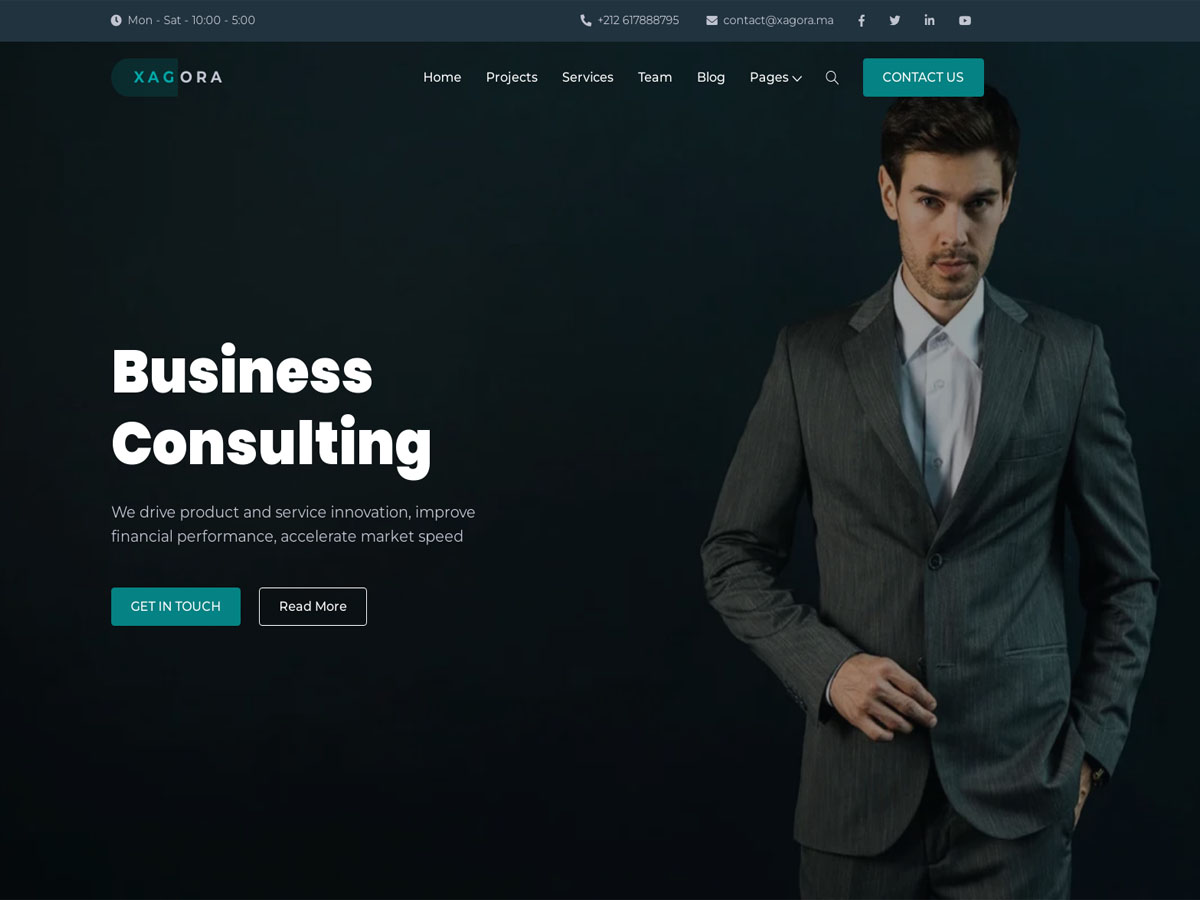 Mon - Sat - 10:00 - 5:00
+212 617888795
contact@xagora.ma
XAGORA
Home
Projects
Services
Team
Blog
Pages
CONTACT US
Business
Consulting
We drive product and service innovation, improve
financial performance, accelerate market speed
GET IN TOUCH
Read More